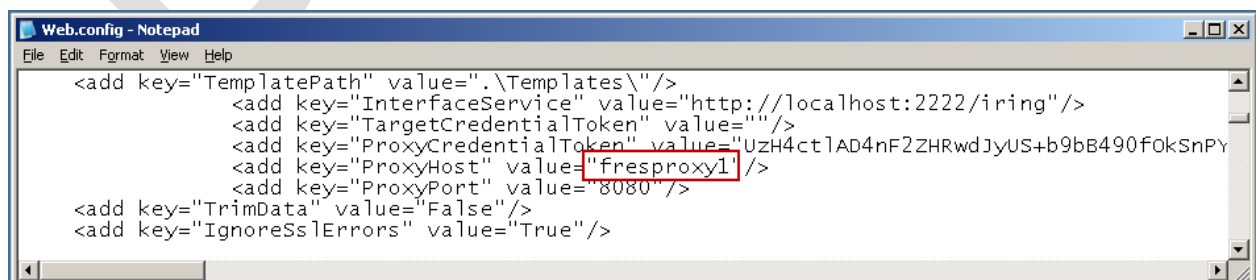 Web.config - Notepad
File Edit Format View Help
<add key="TemplatePath" value=".\Templates\"/>
<add key="InterfaceService" value="http://localhost:2222/iring"/>
<add key="TargetCredentialToken" value=""/>
<add key="ProxyCredentialToken" value="UzH4ctlAD4nF2ZHRwdJyUS+b9bB490fOkSnPY
<add key="ProxyHost" value="fresproxy1"/>
<add key="ProxyPort" value="8080"/>
<add key="TrimData" value="False"/>
<add key="IgnoreSslErrors" value="True"/>